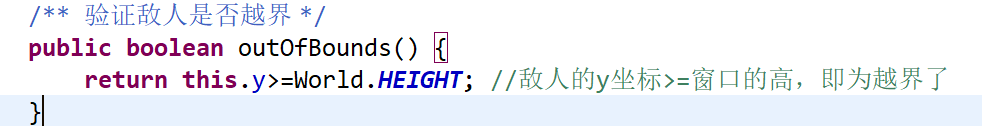 /** 验证敌人是否越界 */
public boolean outOfBounds() {
return this.y>=World.HEIGHT; //敌人的y坐标>=窗口的高，即为越界了
}